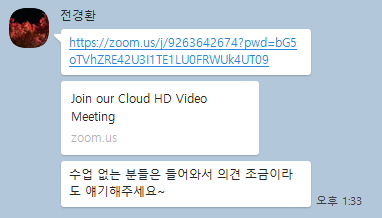 전경환
https://zoom.us/j/9263642674?pwd=bG5
oTVhZRE42U3I1TE1LU0FRWUk4UT09
Join our Cloud HD Video
Meeting
zoom.us
수업 없는 분들은 들어와서 의견 조금이라
도 얘기해주세요~
오후 1:33